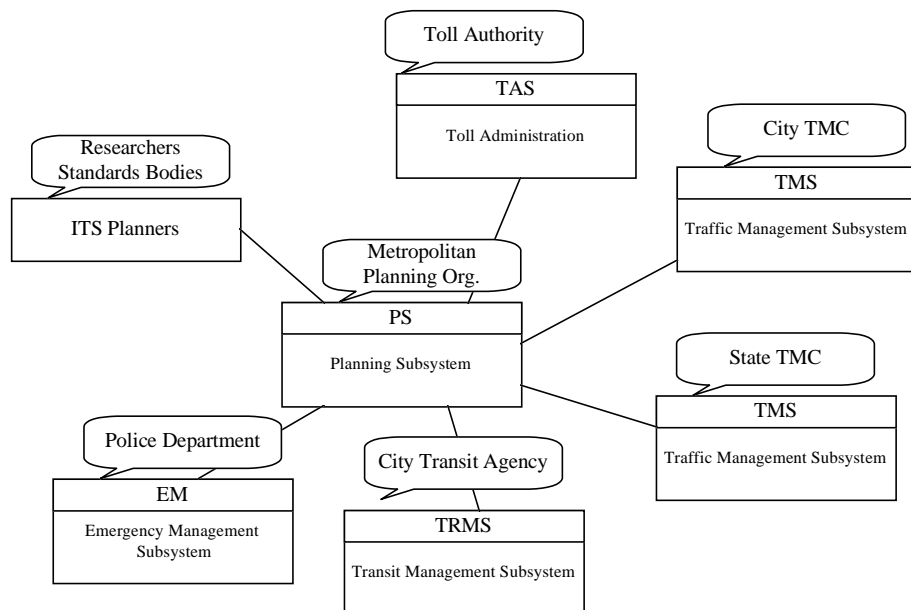 Toll Authority
TAS
Toll Administration
City TMC
TMS
Traffic Management Subsystem
Researchers
Standards Bodies
ITS Planners
Metropolitan
Planning Org.
PS
Planning Subsystem
State TMC
TMS
Traffic Management Subsystem
Police Department
EM
Emergency Management
Subsystem
City Transit Agency
TRMS
Transit Management Subsystem